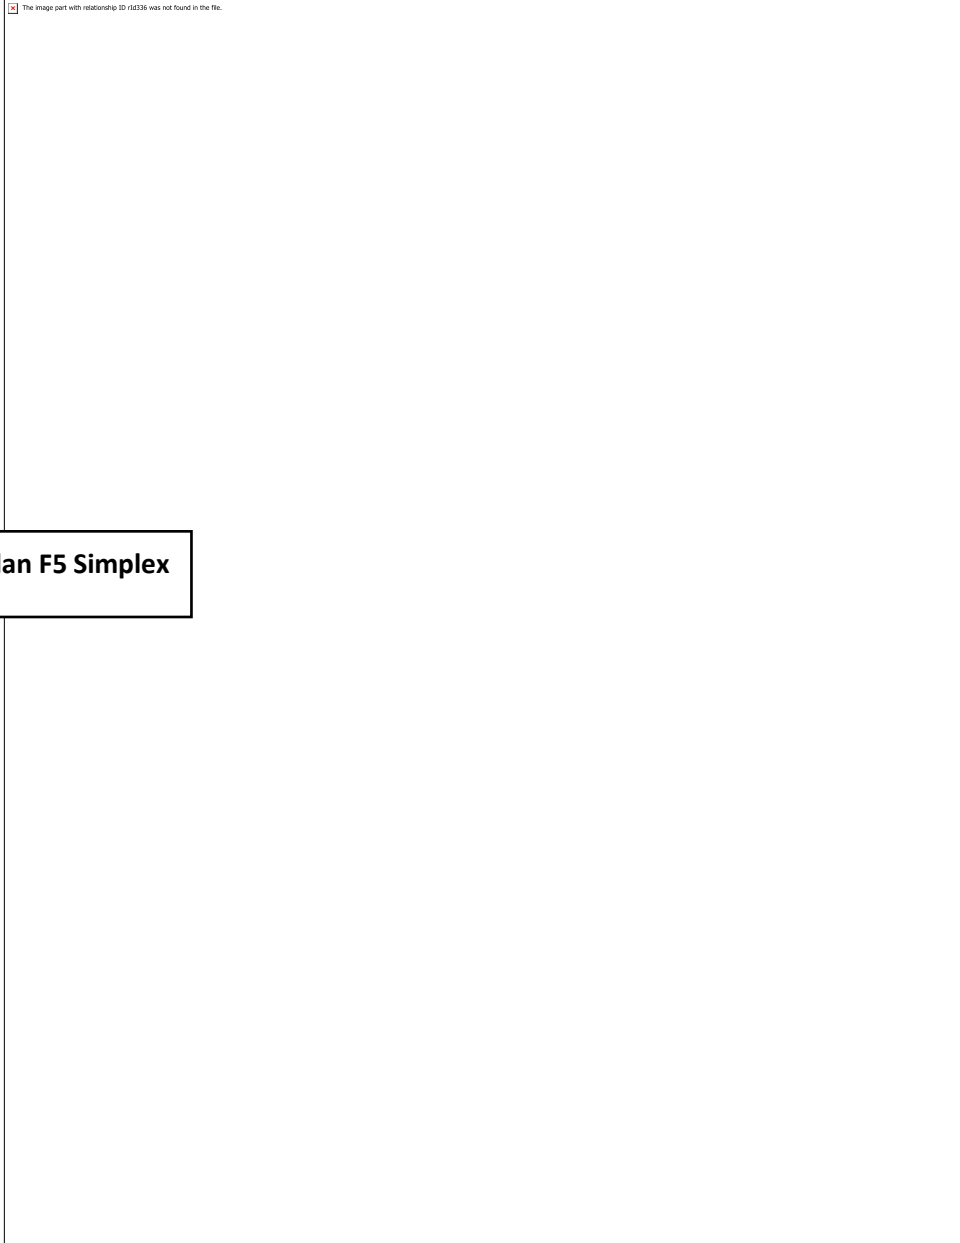 The image part with relationship ID rId336 was not found in the file.
lan F5 Simplex